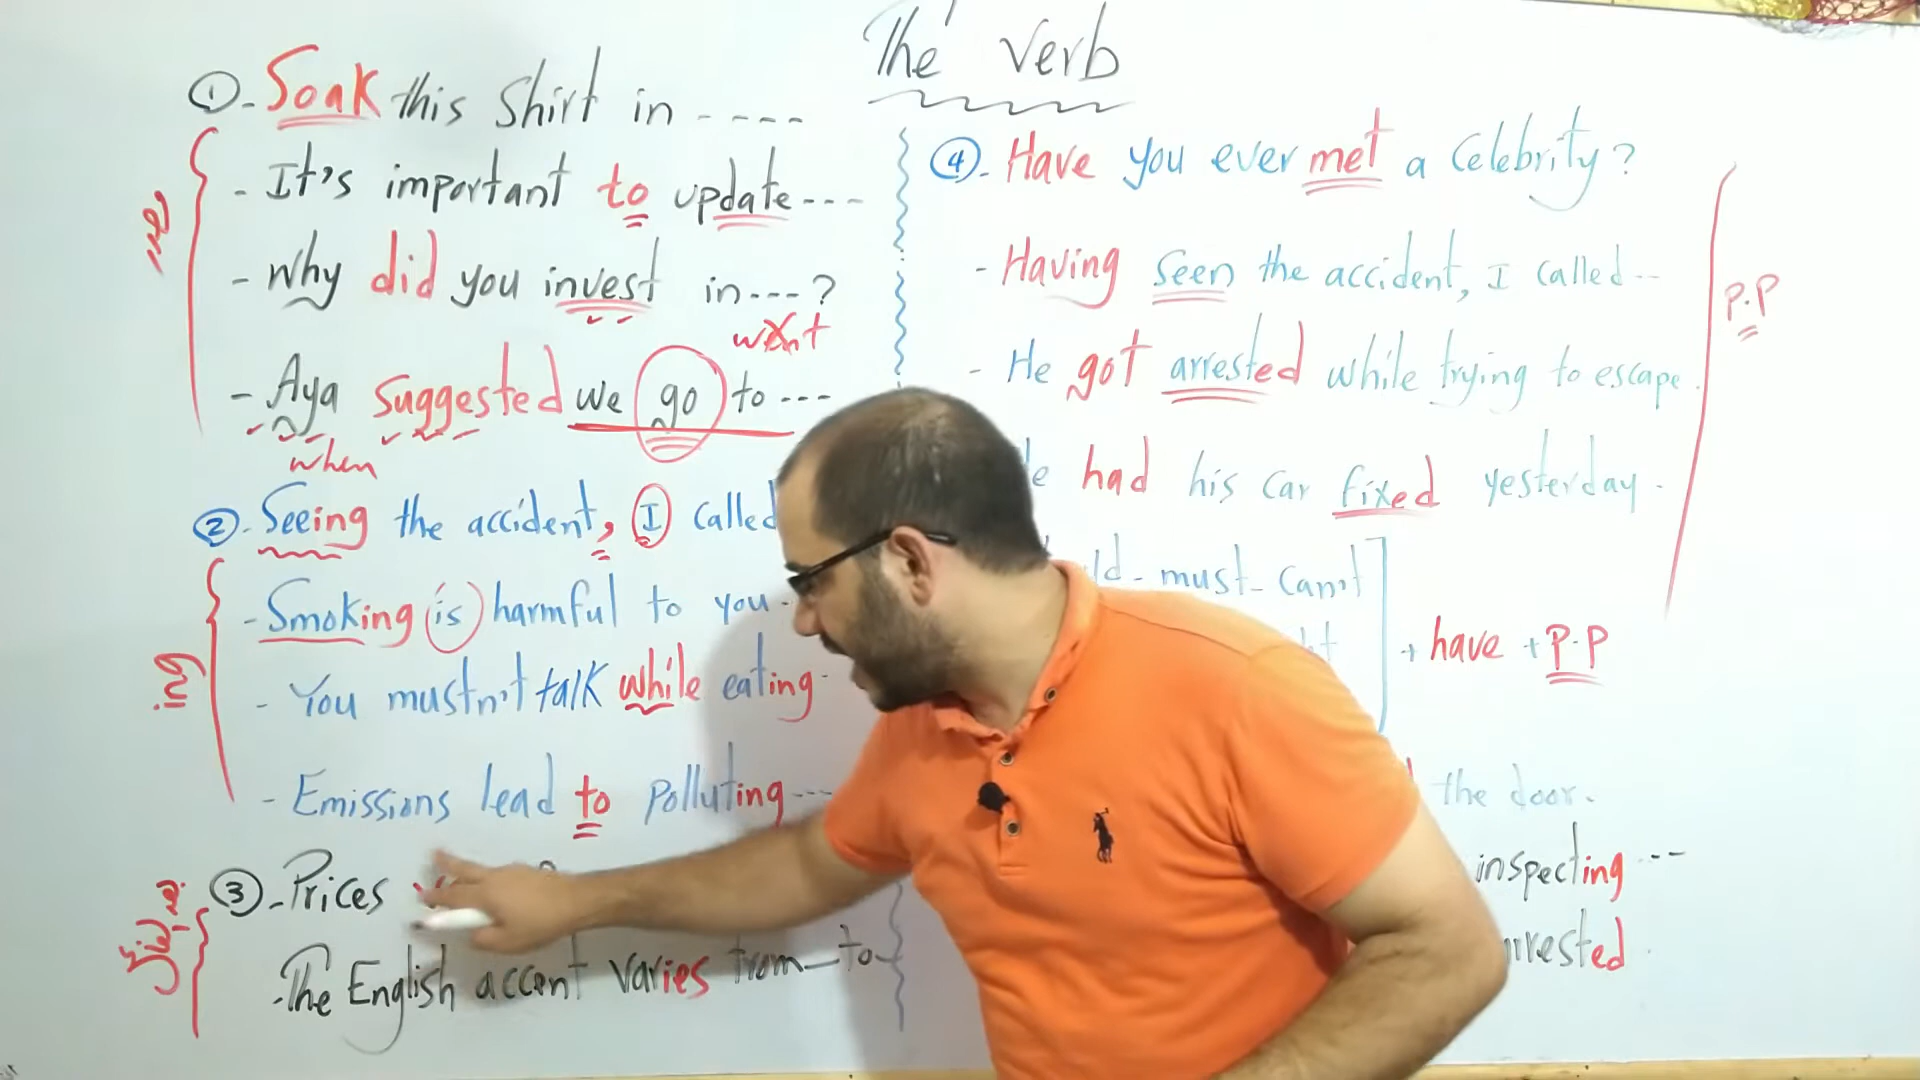 The Verb
① - Soak this Shirt in ----
- It's important to update ---
- Why did you invest in ---- ?
went
- Aya suggested we go to ---
when
② - Seeing the accident, I called
- Smoking is harmful to you -
- You mustn't talk while eating -
- Emissions lead to polluting ---
ing
③ - Prices
- The English accent varies from — to —
④ - Have you ever met a Celebrity?
- Having seen the accident, I called --
- He got arrested while trying to escape.
had his car fixed yesterday -
P.P
must - can't
+ have + P.P
the door.
inspecting ---